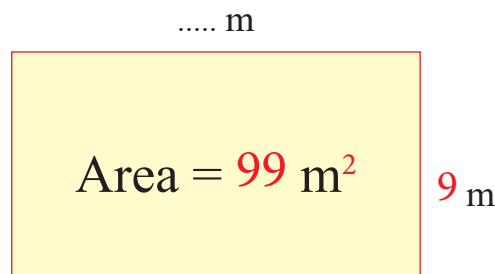 ..... m
Area = 99 m²
9 m